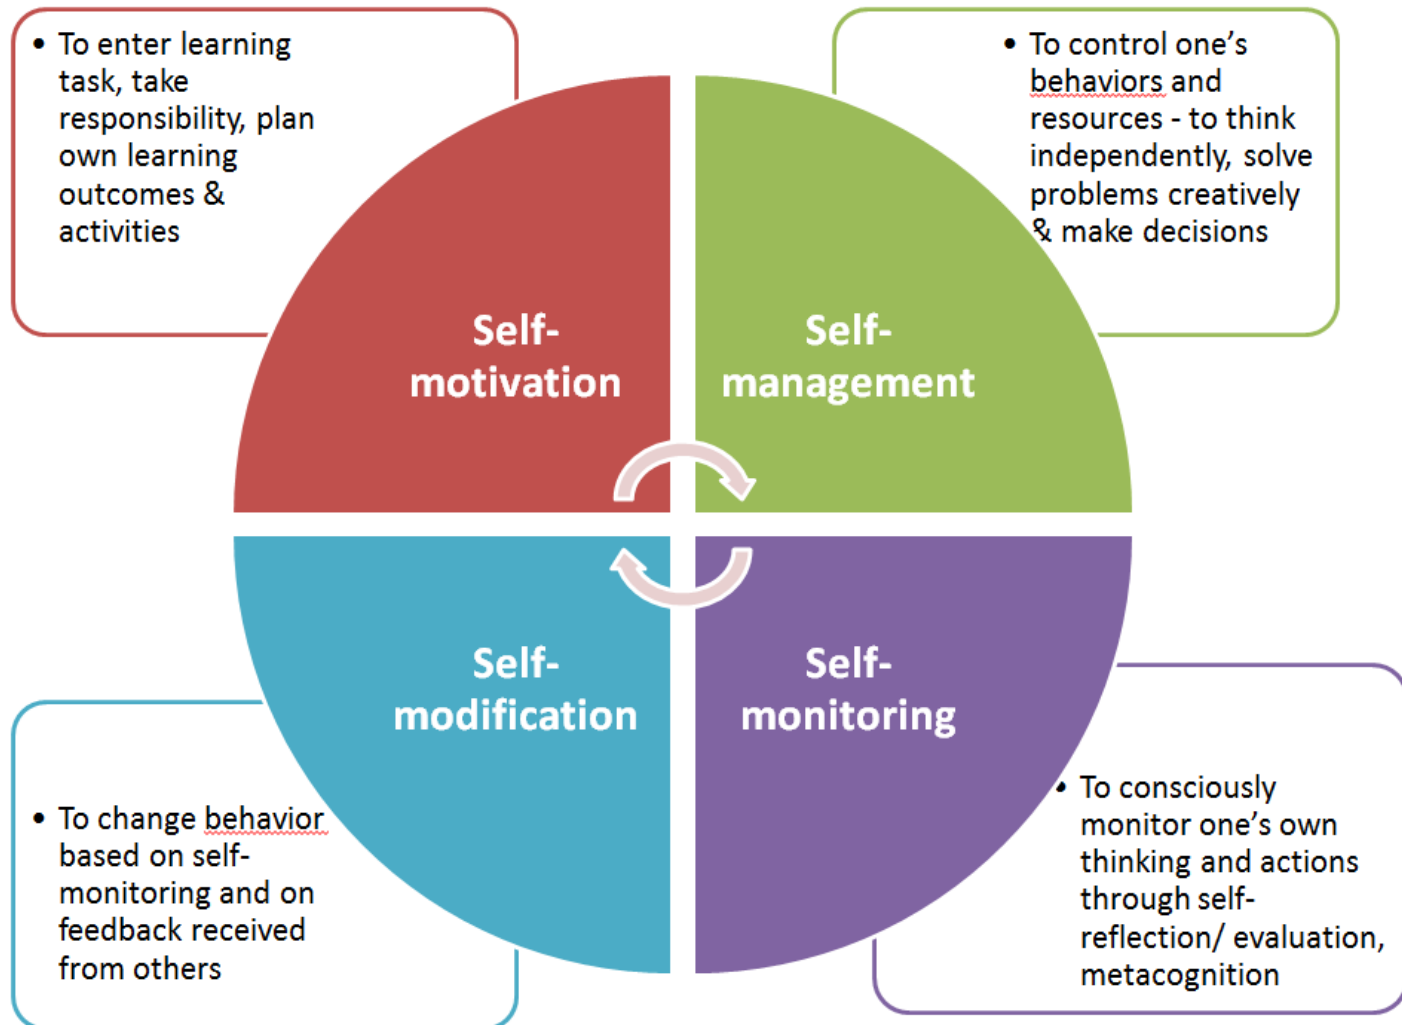 • To enter learning
task, take
responsibility, plan
own learning
outcomes &
activities
• To control one’s
behaviors and
resources - to think
independently, solve
problems creatively
& make decisions
Self-
motivation
Self-
management
Self-
modification
Self-
monitoring
• To change behavior
based on self-
monitoring and on
feedback received
from others
• To consciously
monitor one’s own
thinking and actions
through self-
reflection/ evaluation,
metacognition